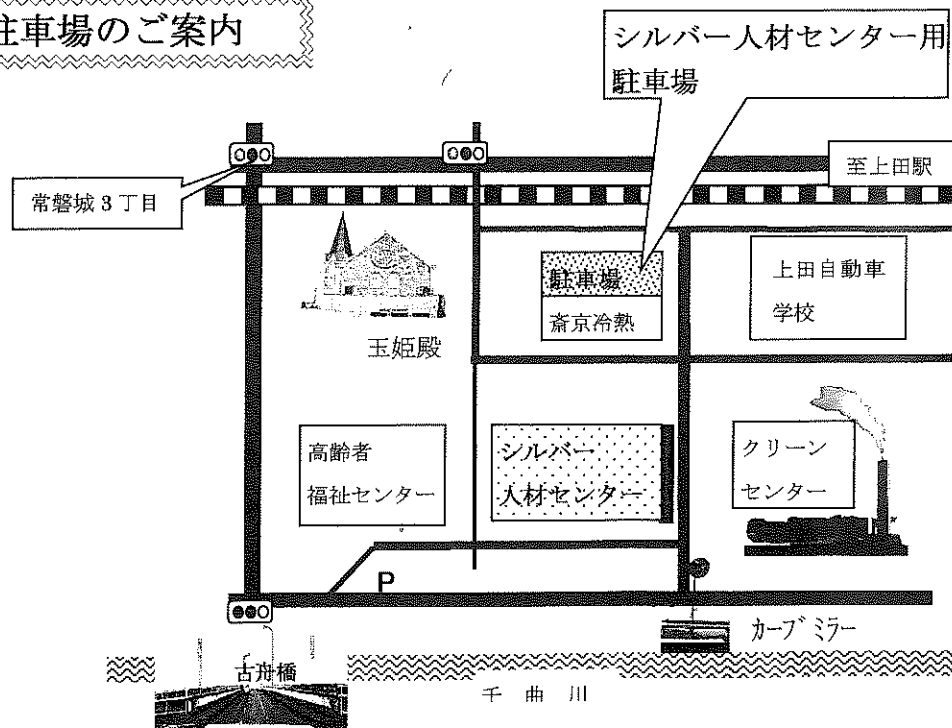 主車場のご案内
シルバー人材センター用
駐車場
至上田駅
常磐城3丁目
駐車場
斎京冷熱
上田自動車
学校
玉姫殿
高齢者
福祉センター
シルバー
人材センター
クリーン
センター
P
カーブミラー
古舟橋
千曲川